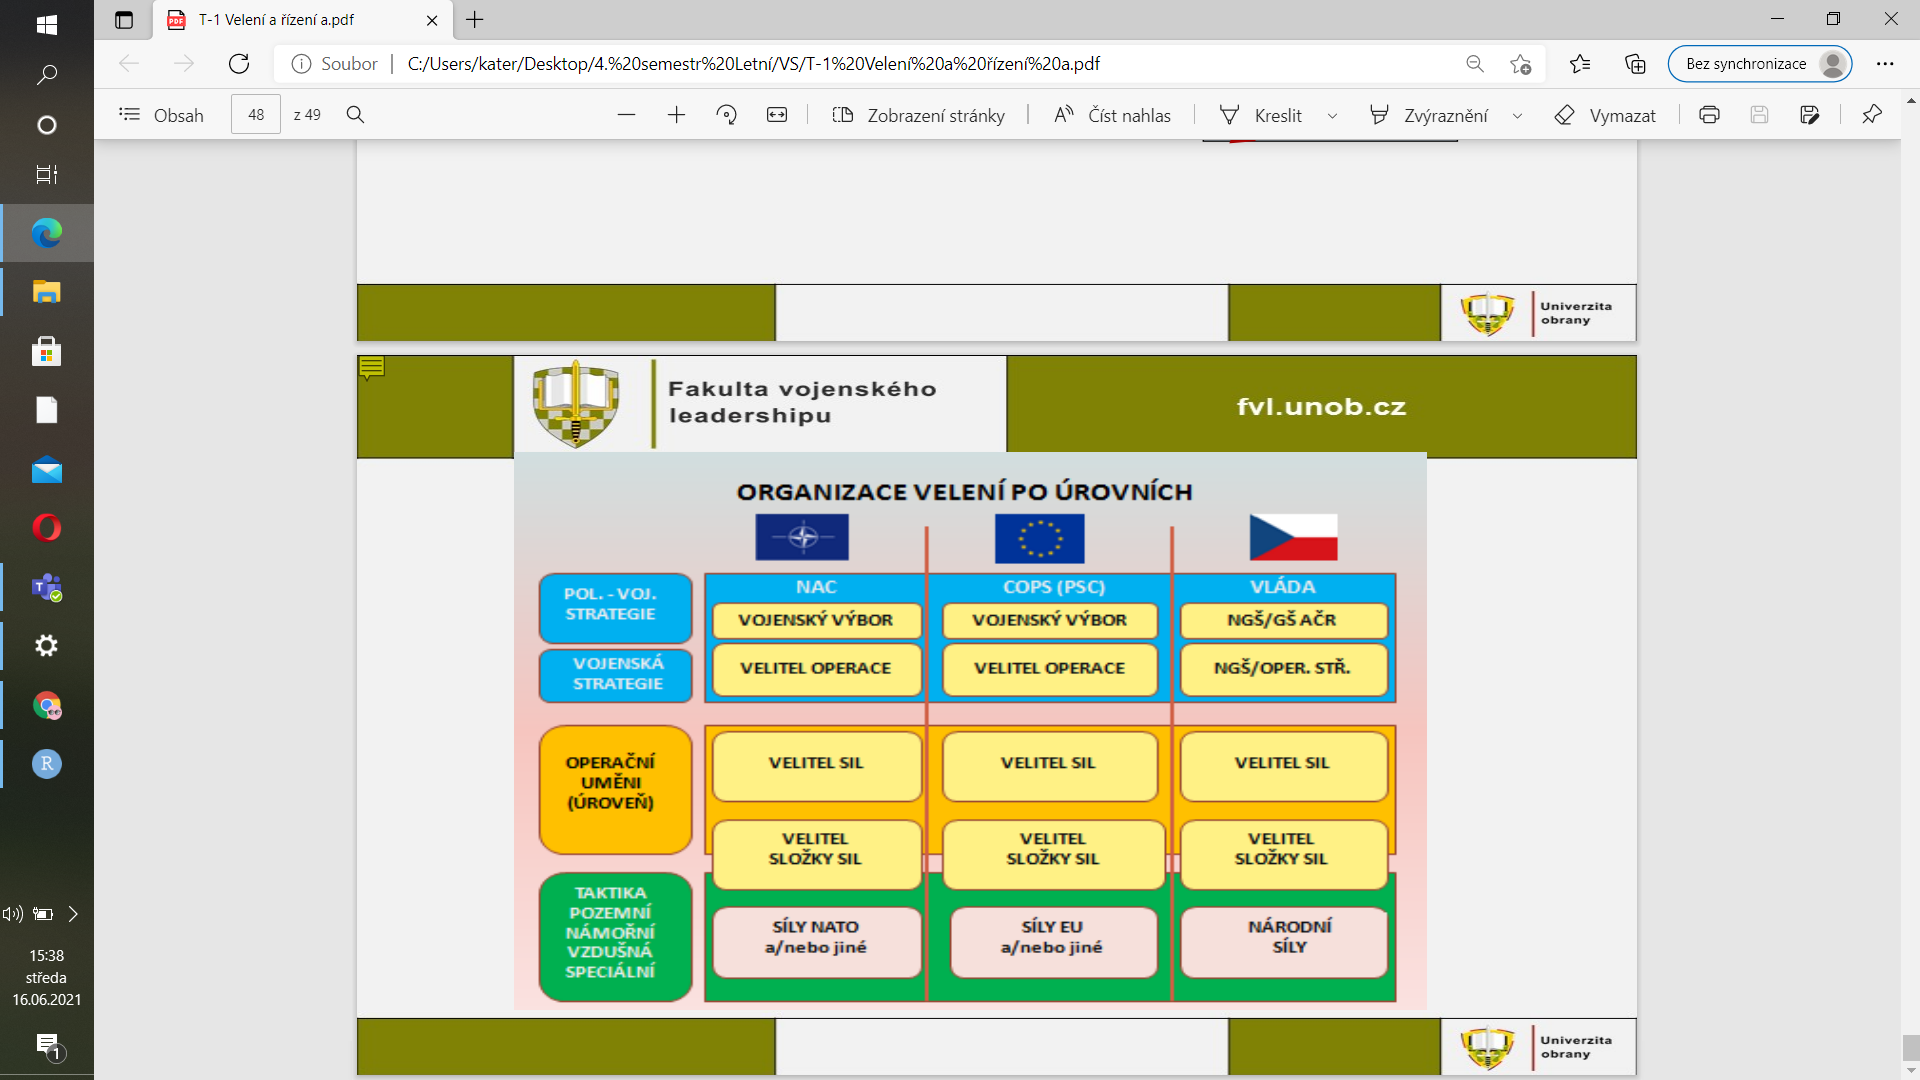 T-1 Velení a řízení a.pdf
Soubor
C:/Users/kater/Desktop/4.%20semestr%20Letní/VS/T-1%20Velení%20a%20řízení%20a.pdf
Bez synchronizace
Obsah
48
z 49
Zobrazení stránky
Číst nahlas
Kreslit
Zvýraznění
Vymazat
Univerzita
obrany
Fakulta vojenského
leadershipu
fvl.unob.cz
ORGANIZACE VELENÍ PO ÚROVNÍCH
POL. - VOJ.
STRATEGIE
NAC
COPS (PSC)
VLÁDA
VOJENSKÝ VÝBOR
VOJENSKÝ VÝBOR
NGŠ/GŠ AČR
VOJENSKÁ
STRATEGIE
VELITEL OPERACE
VELITEL OPERACE
NGŠ/OPER. STŘ.
OPERAČNÍ
UMĚNI
(ÚROVEŇ)
VELITEL SIL
VELITEL SIL
VELITEL SIL
VELITEL
SLOŽKY SIL
VELITEL
SLOŽKY SIL
VELITEL
SLOŽKY SIL
TAKTIKA
POZEMNÍ
NÁMOŘNÍ
VZDUŠNÁ
SPECIÁLNÍ
SÍLY NATO
a/nebo jiné
SÍLY EU
a/nebo jiné
NÁRODNÍ
SÍLY
Univerzita
obrany
15:38
středa
16.06.2021
1